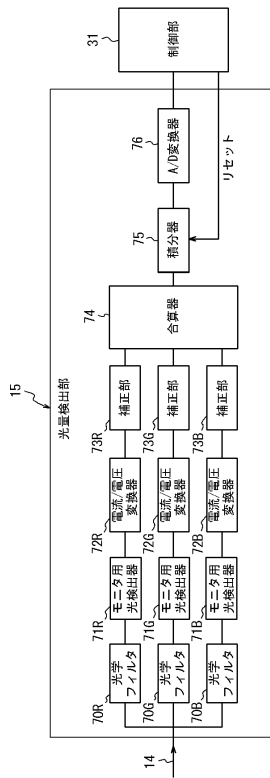 15
光量検出部
14
70R
光学
フィルタ
71R
モニタ用
光検出器
72R
電流/電圧
変換器
73R
補正部
70G
光学
フィルタ
71G
モニタ用
光検出器
72G
電流/電圧
変換器
73G
補正部
70B
光学
フィルタ
71B
モニタ用
光検出器
72B
電流/電圧
変換器
73B
補正部
74
合算器
75
積分器
76
A/D変換器
リセット
31
制御部